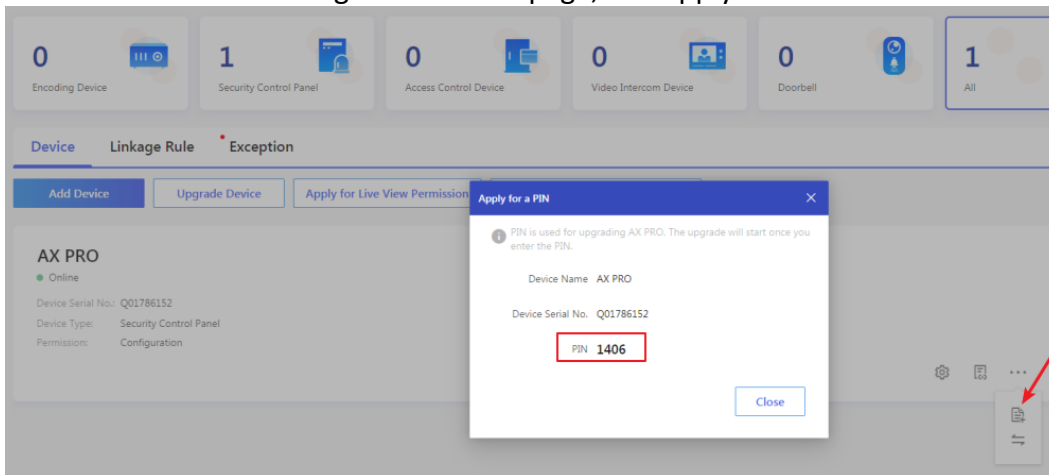 0
Encoding Device
1
Security Control Panel
0
Access Control Device
0
Video Intercom Device
0
Doorbell
1
All
Device Linkage Rule Exception
Add Device Upgrade Device Apply for Live View Permission
AX PRO
Online
Device Serial No.: Q01786152
Device Type: Security Control Panel
Permission: Configuration
Apply for a PIN
PIN is used for upgrading AX PRO. The upgrade will start once you
enter the PIN.
Device Name AX PRO
Device Serial No. Q01786152
PIN 1406
Close